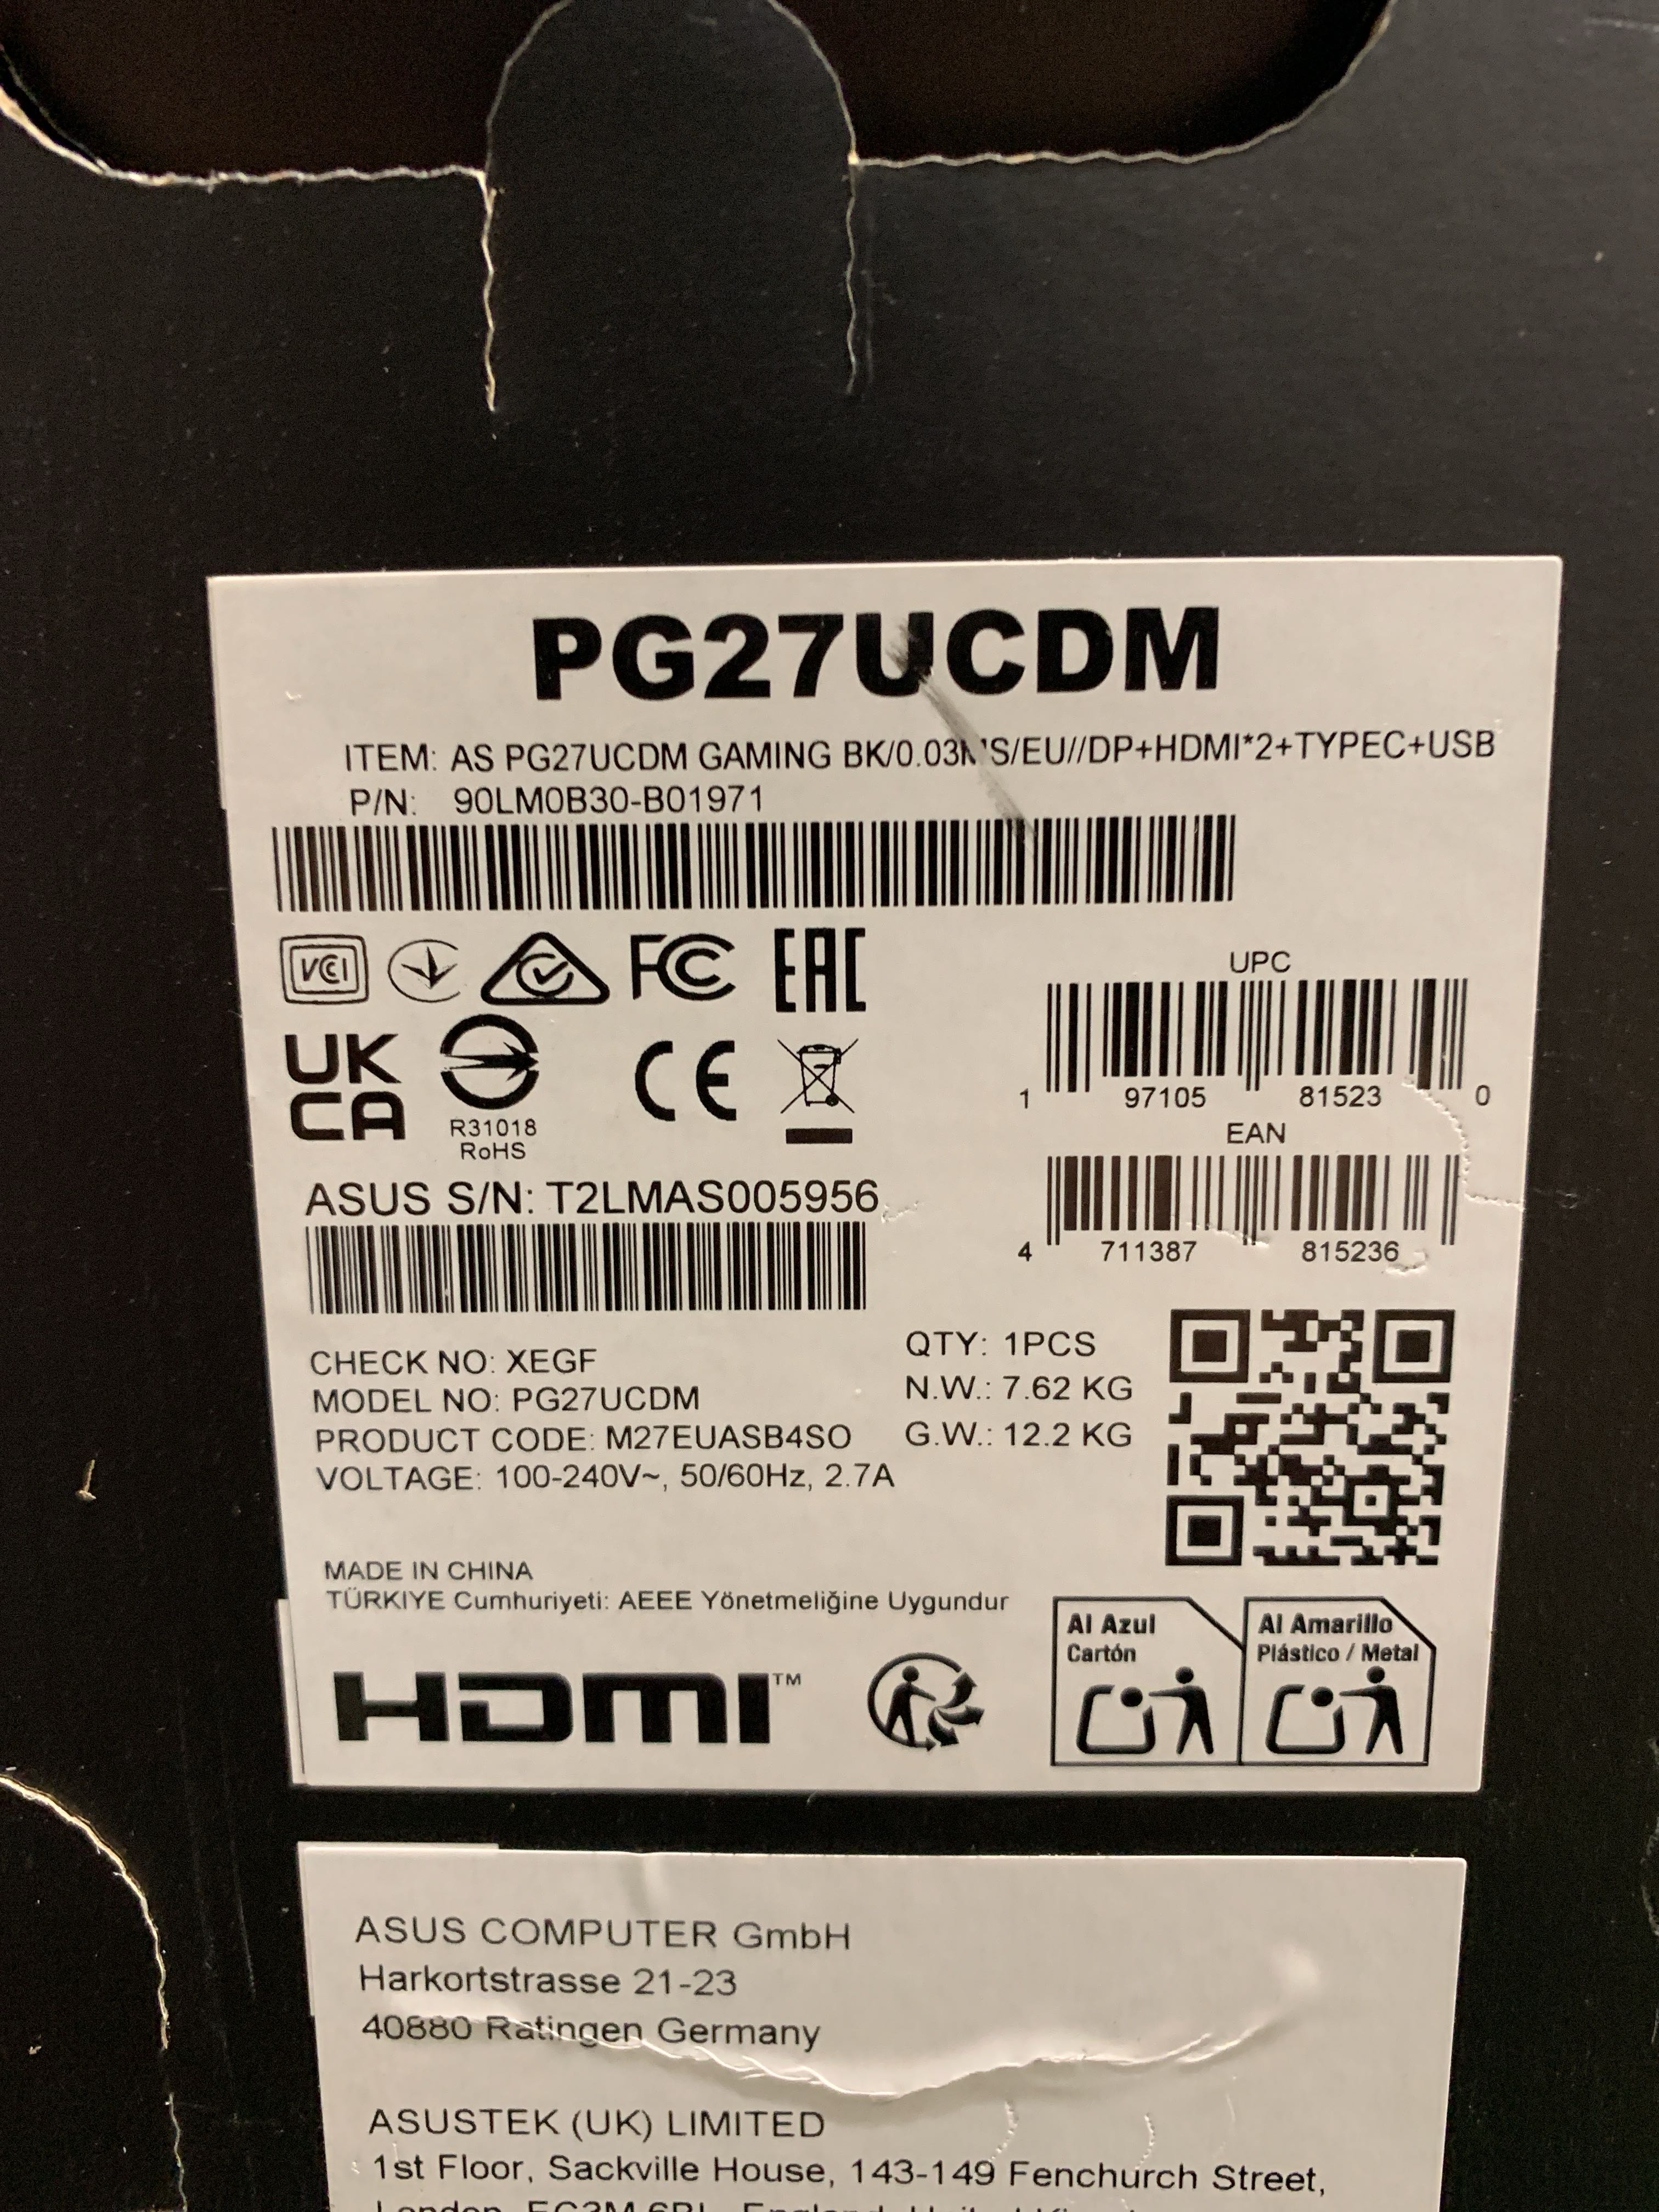 PG27UCDM
ITEM: AS PG27UCDM GAMING BK/0.03MS/EU//DP+HDMI*2+TYPEC+USB
P/N: 90LM0B30-B01971
VCCI
FC
EAC
UPC
1 97105 81523 0
UK
CA
CE
R31018
RoHS
EAN
4 711387 815236
ASUS S/N: T2LMAS005956
CHECK NO: XEGF
MODEL NO: PG27UCDM
PRODUCT CODE: M27EUASB4SO
VOLTAGE: 100-240V~, 50/60Hz, 2.7A
QTY: 1PCS
N.W.: 7.62 KG
G.W.: 12.2 KG
MADE IN CHINA
TÜRKIYE Cumhuriyeti: AEEE Yönetmeliğine Uygundur
HDMI™
Al Azul
Cartón
Al Amarillo
Plástico / Metal
ASUS COMPUTER GmbH
Harkortstrasse 21-23
40880 Ratingen Germany
ASUSTEK (UK) LIMITED
1st Floor, Sackville House, 143-149 Fenchurch Street,